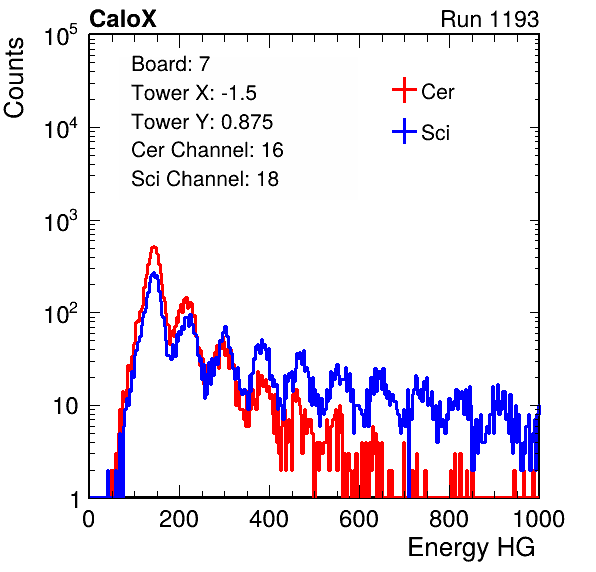 CaloX Run 1193
Counts
Board: 7
Tower X: -1.5
Tower Y: 0.875
Cer Channel: 16
Sci Channel: 18
Cer
Sci
10^5
10^4
10^3
10^2
10
1
0 200 400 600 800 1000
Energy HG